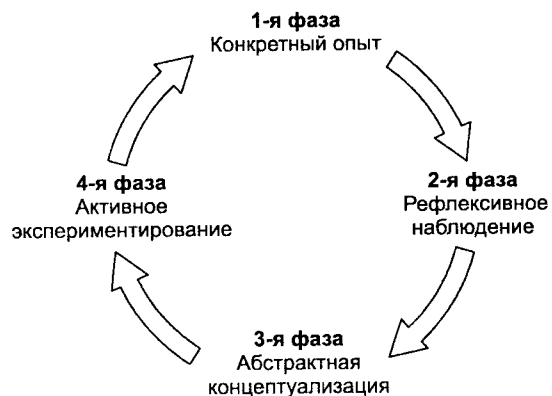 1-я фаза
Конкретный опыт
2-я фаза
Рефлексивное
наблюдение
3-я фаза
Абстрактная
концептуализация
4-я фаза
Активное
экспериментирование